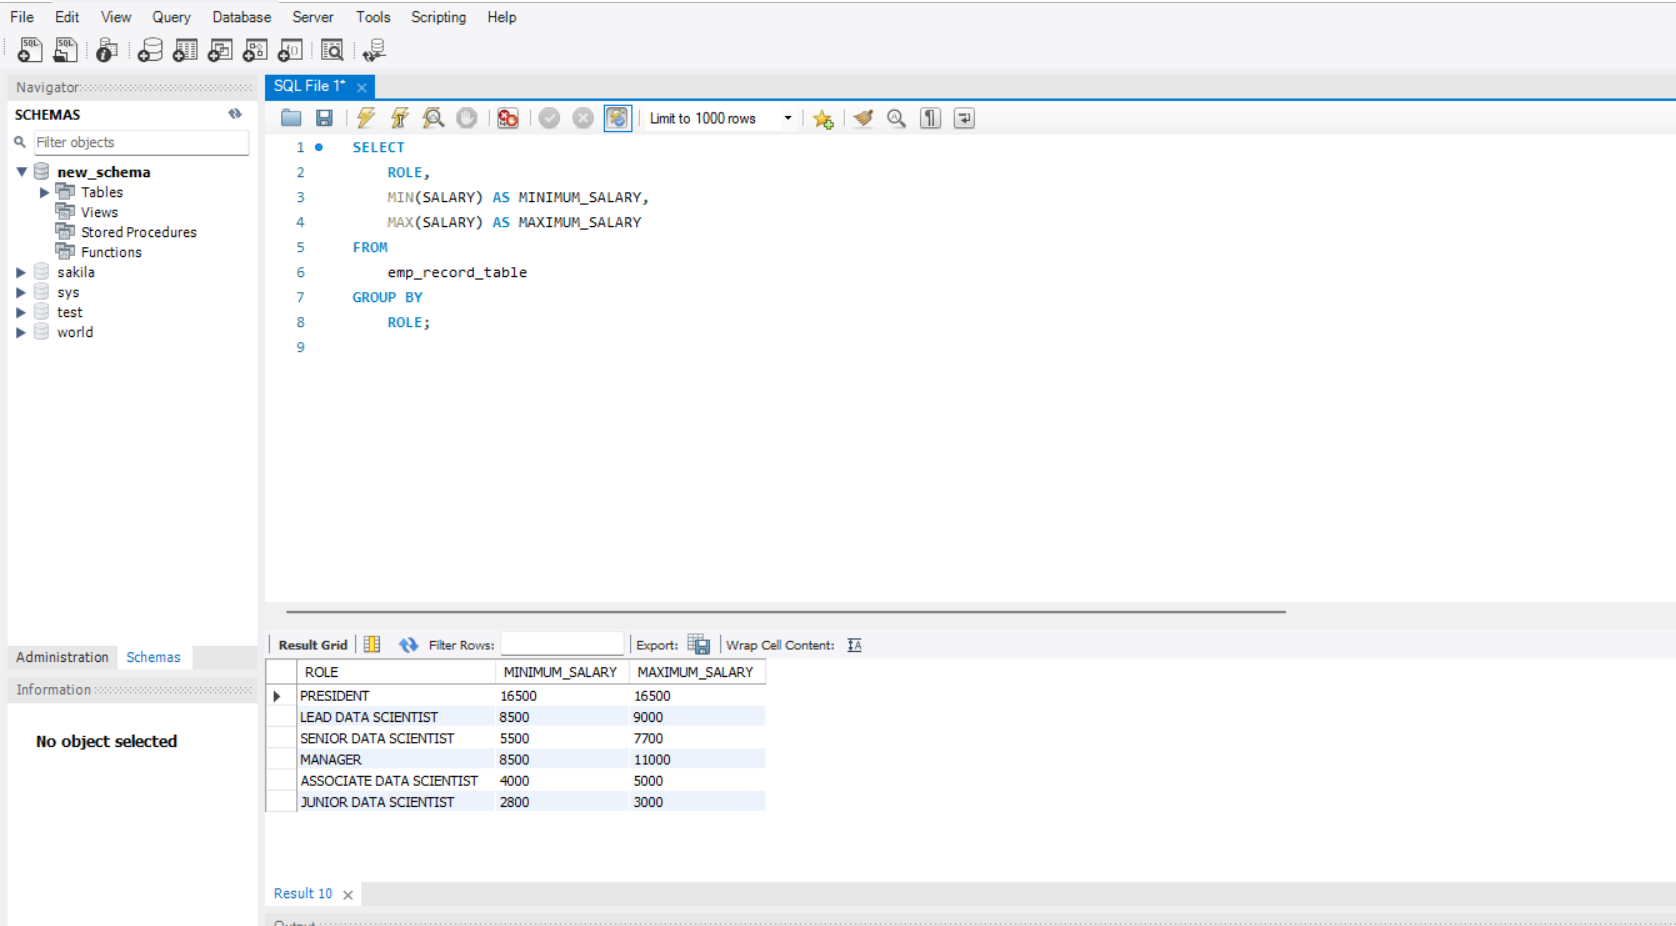 File Edit View Query Database Server Tools Scripting Help
Navigator
SCHEMAS
Filter objects
new_schema
Tables
Views
Stored Procedures
Functions
sakila
sys
test
world
Administration Schemas
Information
No object selected
SQL File 1*
Limit to 1000 rows
1 SELECT
2 ROLE,
3 MIN(SALARY) AS MINIMUM_SALARY,
4 MAX(SALARY) AS MAXIMUM_SALARY
5 FROM
6 emp_record_table
7 GROUP BY
8 ROLE;
9
Result Grid Filter Rows: Export: Wrap Cell Content:
ROLE MINIMUM_SALARY MAXIMUM_SALARY
PRESIDENT 16500 16500
LEAD DATA SCIENTIST 8500 9000
SENIOR DATA SCIENTIST 5500 7700
MANAGER 8500 11000
ASSOCIATE DATA SCIENTIST 4000 5000
JUNIOR DATA SCIENTIST 2800 3000
Result 10
Output